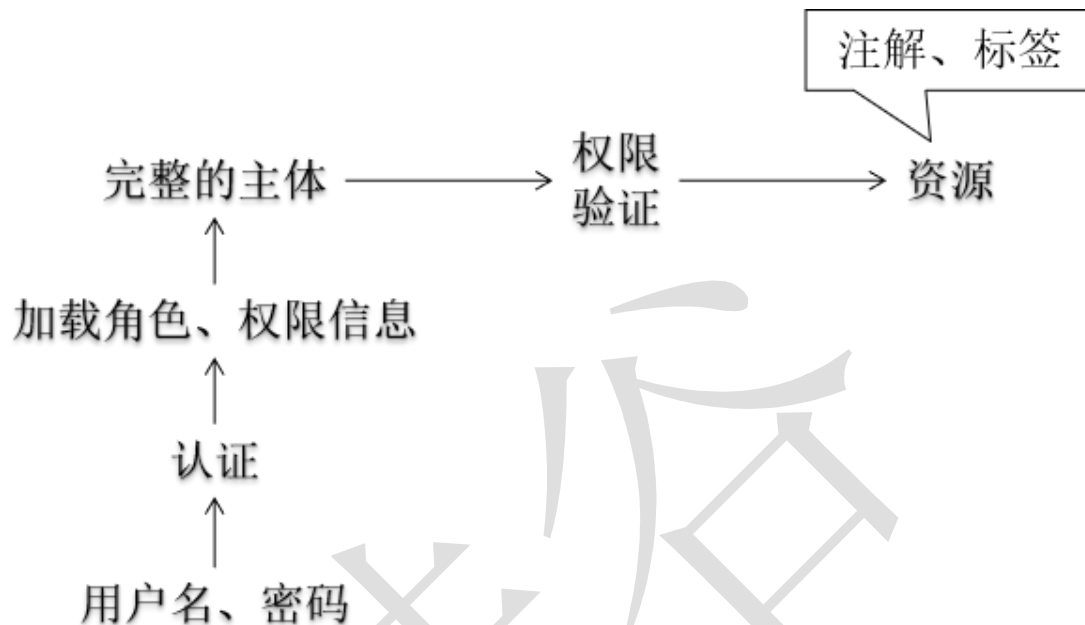 注解、标签
完整的主体
权限
验证
资源
加载角色、权限信息
认证
用户名、密码